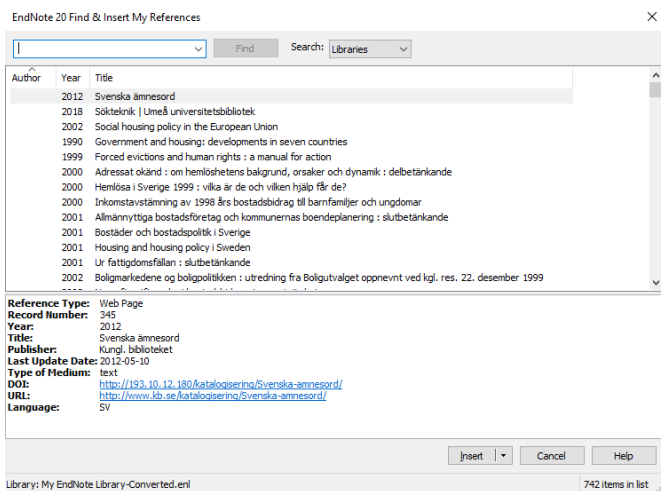 EndNote 20 Find & Insert My References
Find
Search:
Libraries
Author Year Title
2012 Svenska ämnesord
2018 Sökteknik | Umeå universitetsbibliotek
2002 Social housing policy in the European Union
1990 Government and housing: developments in seven countries
1999 Forced evictions and human rights : a manual for action
2000 Adressat okänd : om hemlöshetens bakgrund, orsaker och dynamik : delbetänkande
2000 Hemlösa i Sverige 1999 : vilka är de och vilken hjälp får de?
2000 Inkomstavstämning av 1998 års bostadsbidrag till barnfamiljer och ungdomar
2001 Allmännyttiga bostadsföretag och kommunernas boendeplanering : slutbetänkande
2001 Bostäder och bostadspolitik i Sverige
2001 Housing and housing policy i Sweden
2001 Ur fattigdomsfällan : slutbetänkande
2002 Boligmarkedene og boligpolitikken : utredning fra Boligutvalget oppnevnt ved kgl. res. 22. desember 1999
Reference Type: Web Page
Record Number: 345
Year: 2012
Title: Svenska ämnesord
Publisher: Kungl. biblioteket
Last Update Date: 2012-05-10
Type of Medium: text
DOI: http://193.10.12.180/katalogisering/Svenska-amnesord/
URL: http://www.kb.se/katalogisering/Svenska-amnesord/
Language: SV
Insert Cancel Help
Library: My EndNote Library-Converted.enl 742 items in list